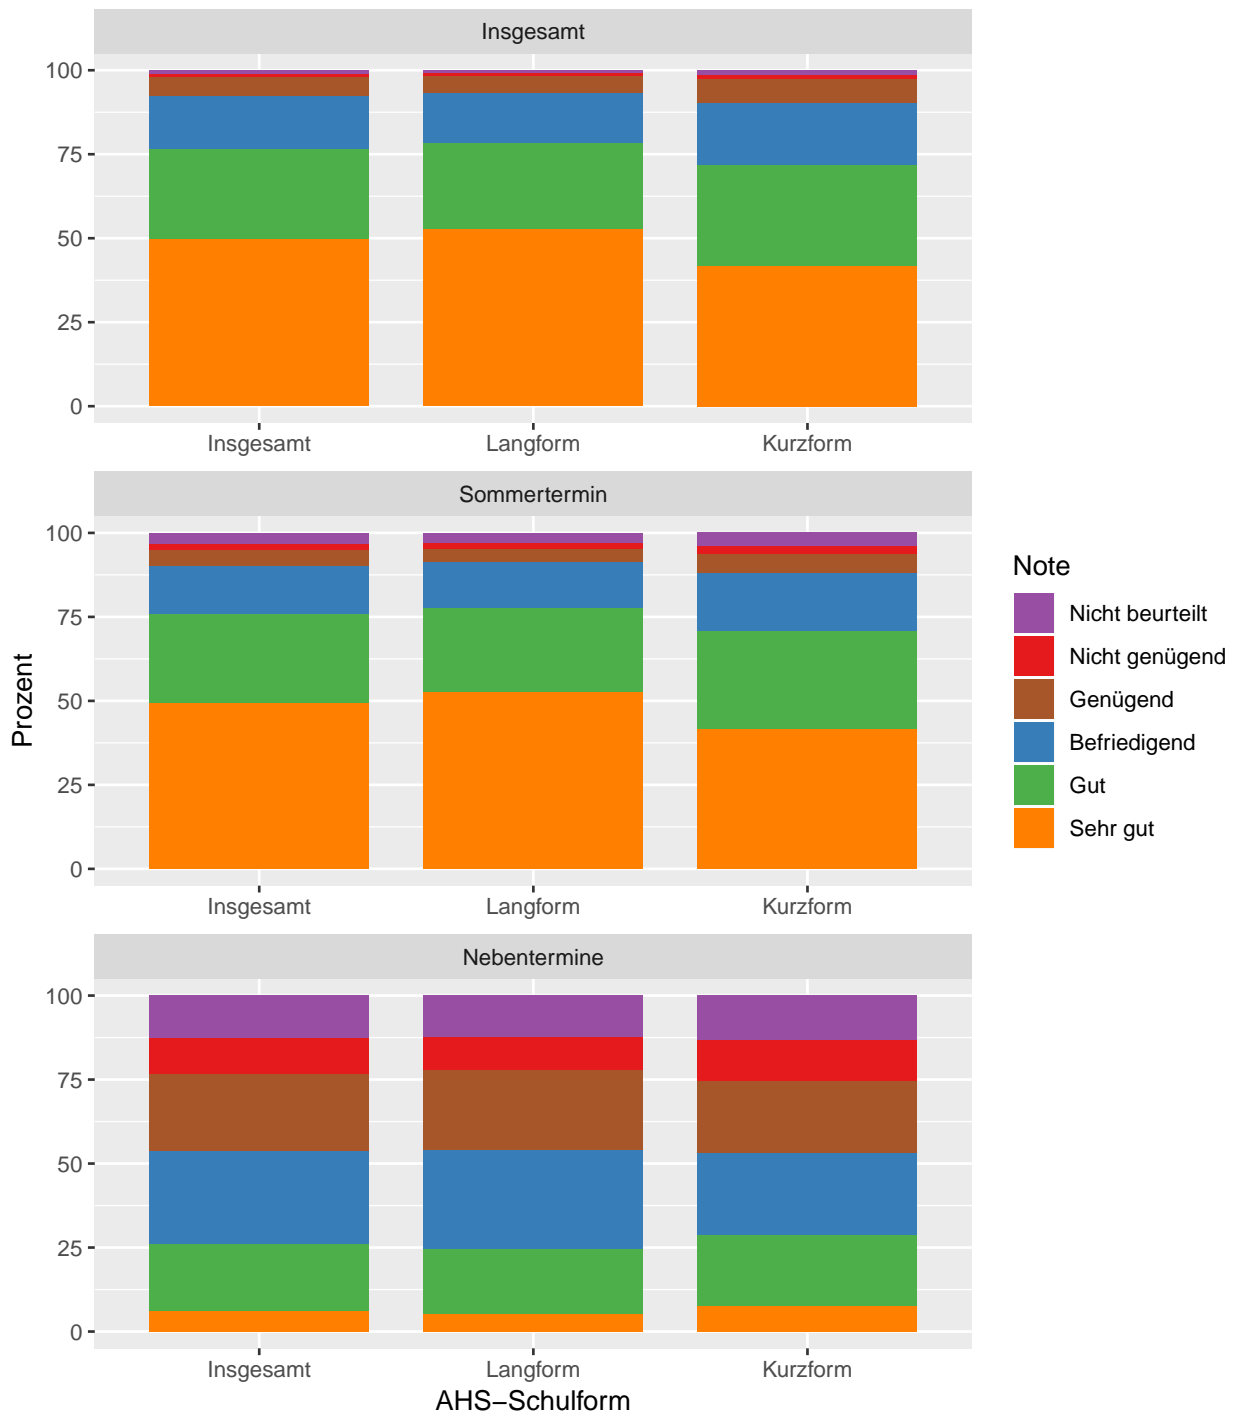 Insgesamt
100
75
50
25
0
Insgesamt Langform Kurzform
Sommertermin
100
75
50
25
0
Insgesamt Langform Kurzform
Nebentermine
100
75
50
25
0
Insgesamt Langform Kurzform
AHS−Schulform
Prozent
Note
Nicht beurteilt
Nicht genügend
Genügend
Befriedigend
Gut
Sehr gut